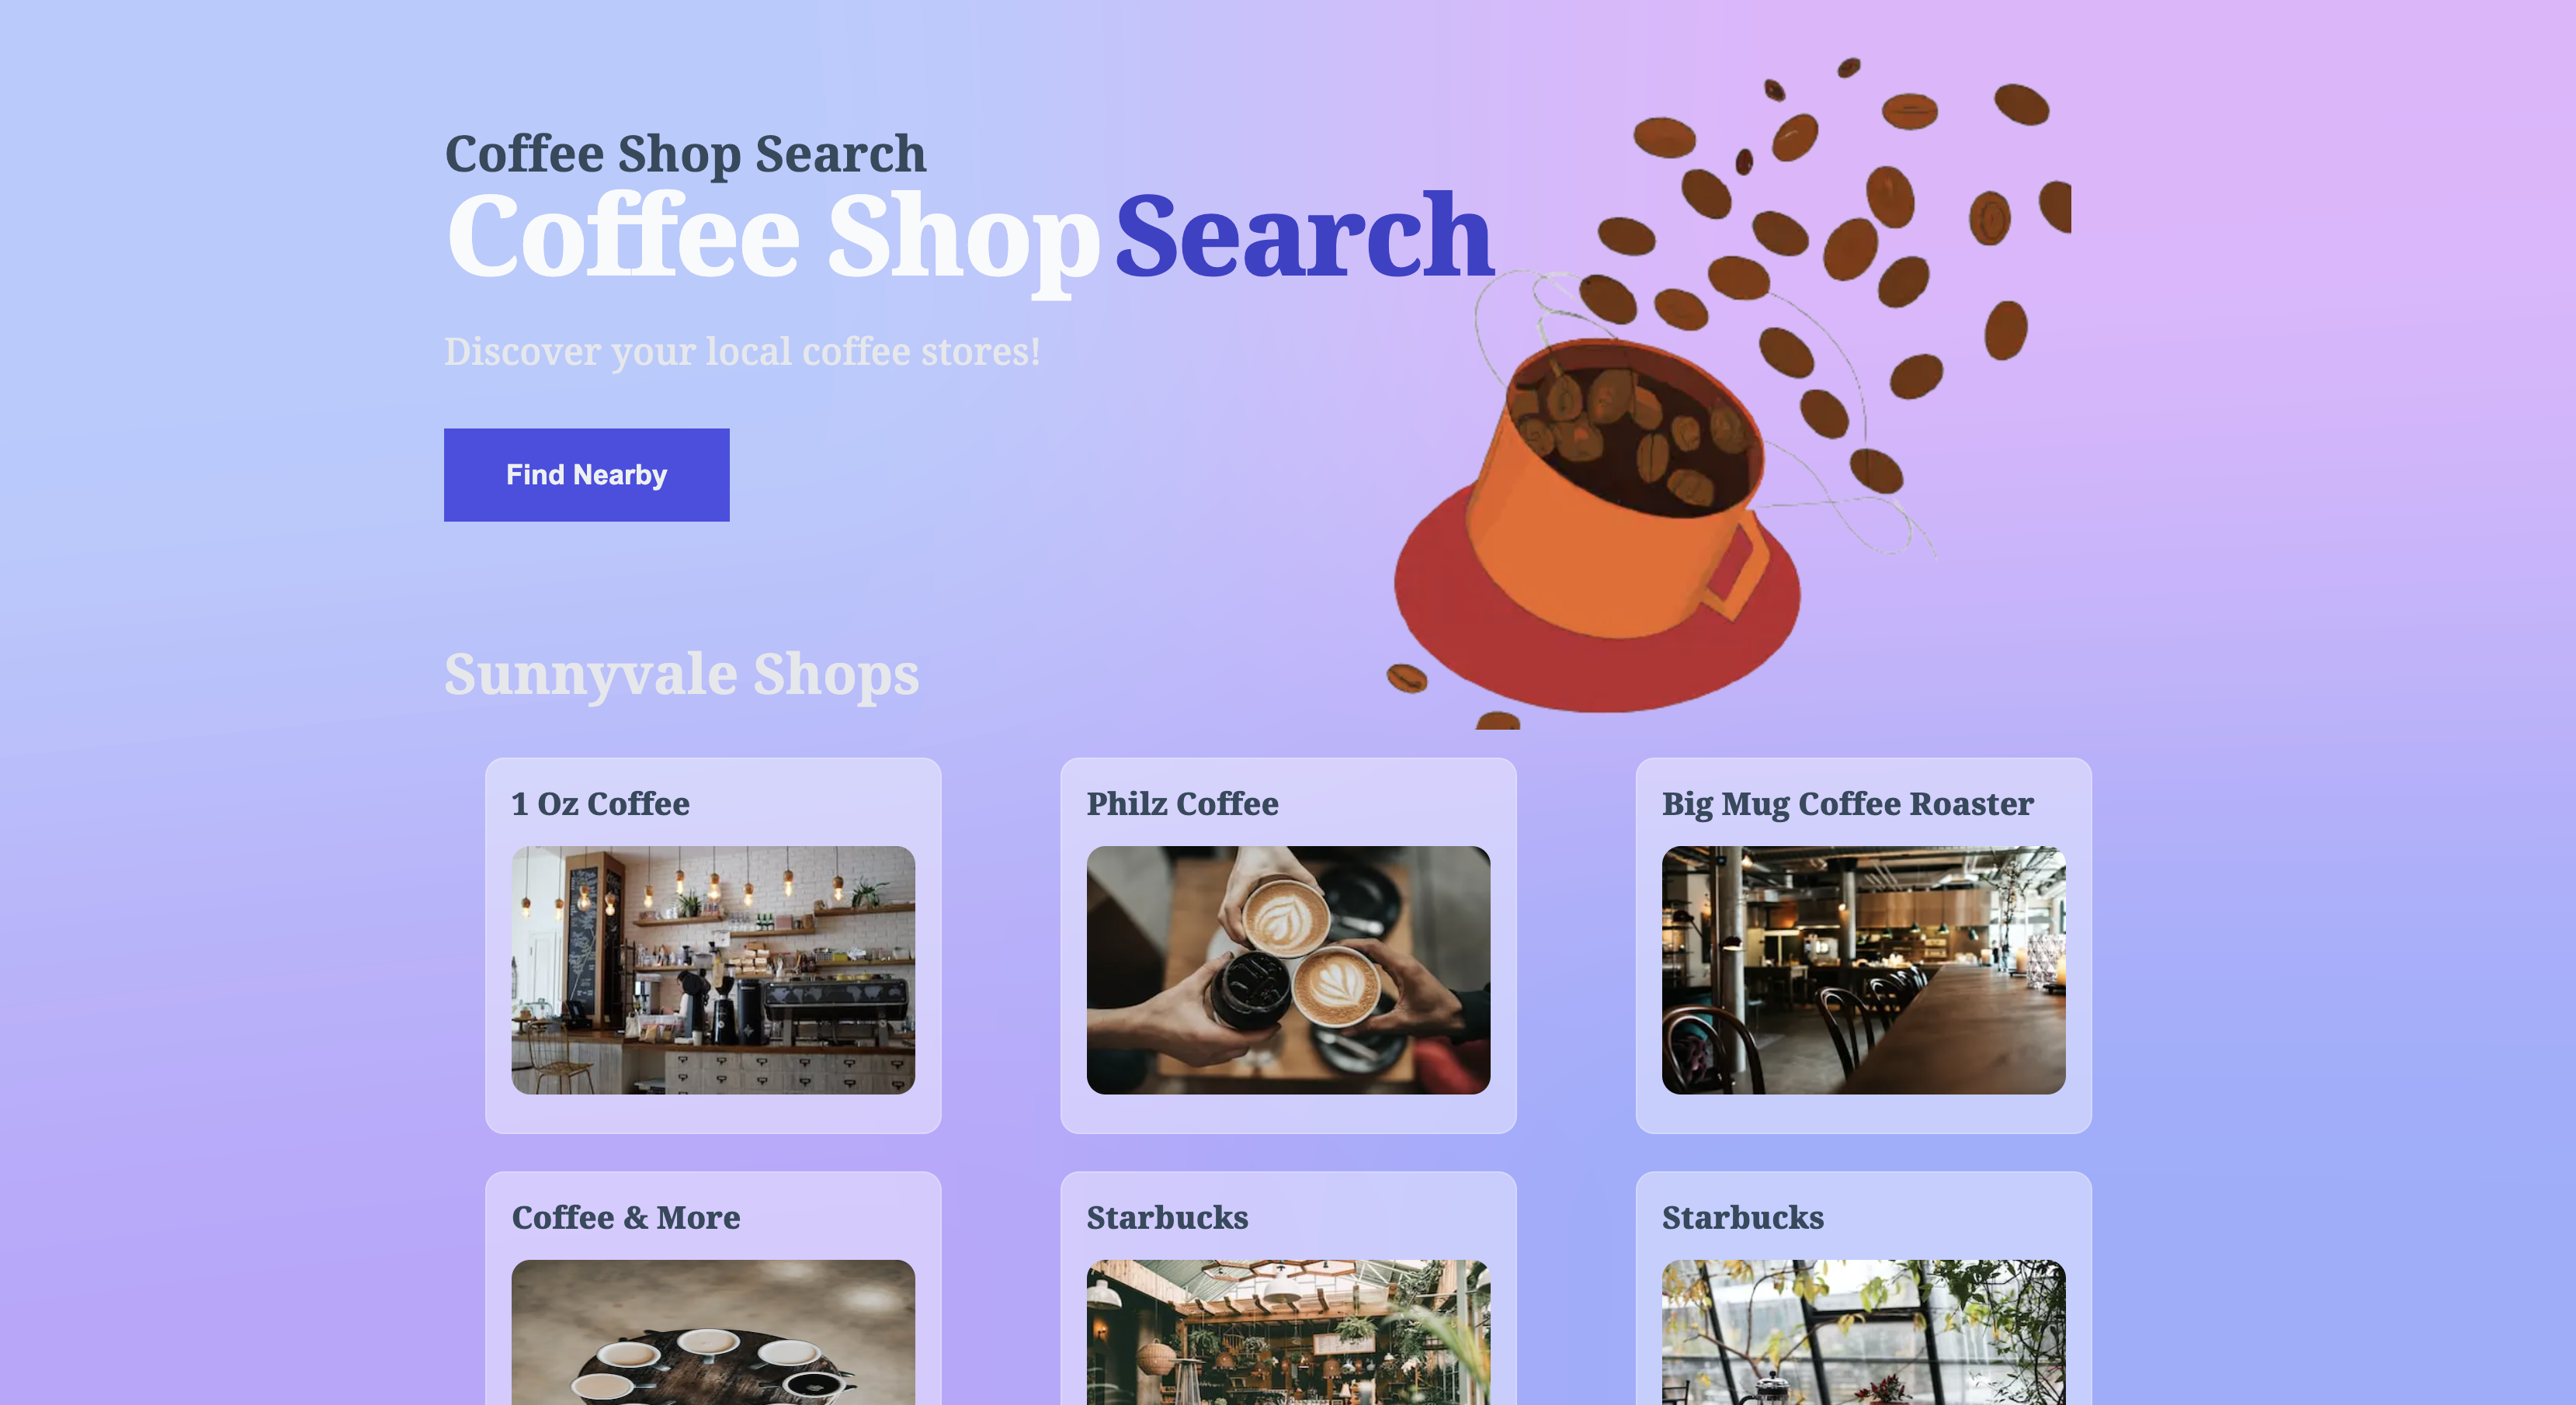 Coffee Shop Search
Coffee Shop Search
Discover your local coffee stores!
Find Nearby
Sunnyvale Shops
1 Oz Coffee
Philz Coffee
Big Mug Coffee Roaster
Coffee & More
Starbucks
Starbucks